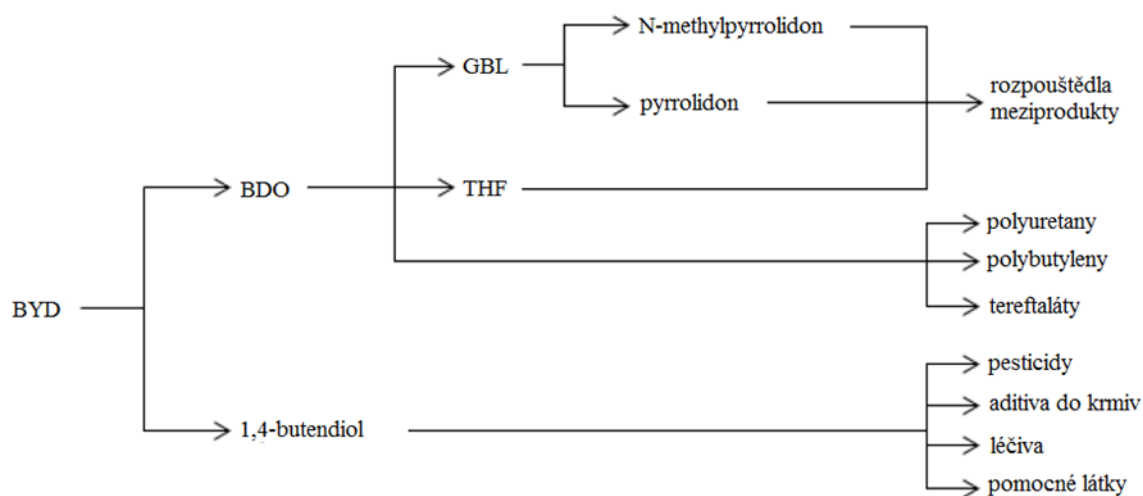 N-methylpyrrolidon
GBL
pyrrolidon
rozpouštědla
meziprodukty
BDO
THF
polyuretany
polybutyleny
tereftaláty
BYD
pesticidy
aditiva do krmiv
1,4-butendiol
léčiva
pomocné látky